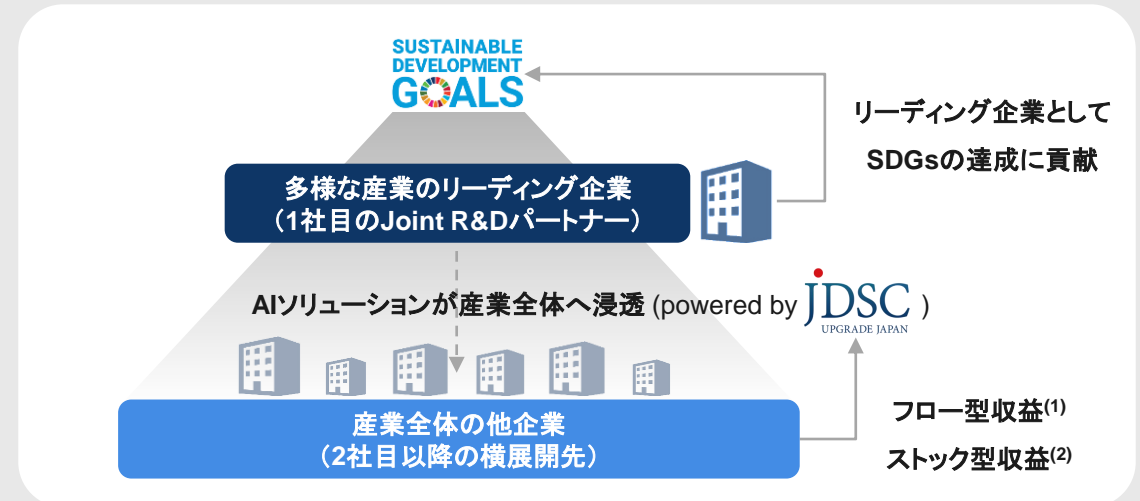 SUSTAINABLE
DEVELOPMENT
GOALS
リーディング企業として
SDGsの達成に貢献
多様な産業のリーディング企業
（1社目のJoint R&Dパートナー）
AIソリューションが産業全体へ浸透 (powered by JDSC )
UPGRADE JAPAN
産業全体の他企業
（2社目以降の横展開先）
フロー型収益(1)
ストック型収益(2)